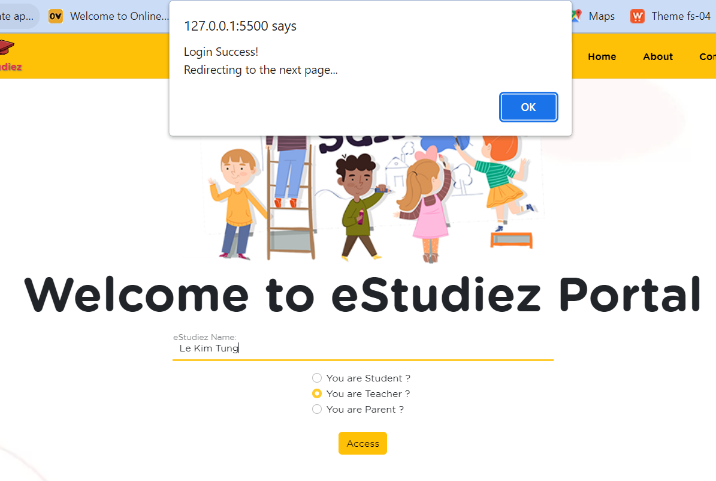 ate ap...
Welcome to Online...
Maps
Theme fs-04
127.0.0.1:5500 says
Login Success!
Redirecting to the next page...
OK
udiez
Home
About
Con
Welcome to eStudiez Portal
eStudiez Name:
Le Kim Tung
You are Student ?
You are Teacher ?
You are Parent ?
Access